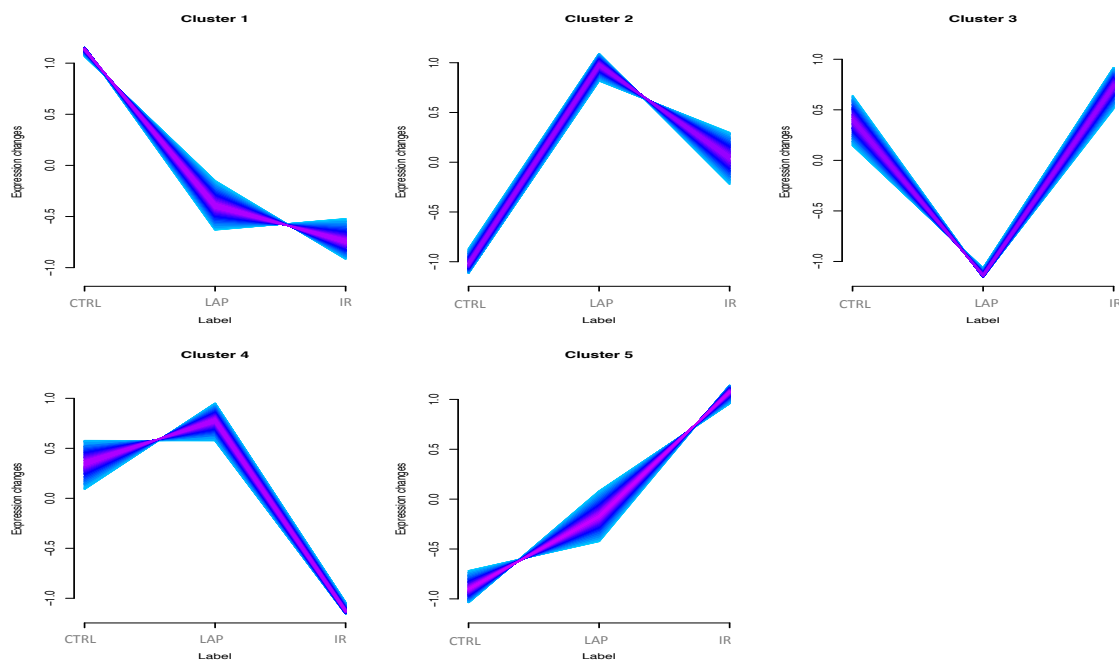 Cluster 1
Expression changes
1.0
0.5
0.0
−0.5
−1.0
CTRL
LAP
IR
Label
Cluster 2
Expression changes
1.0
0.5
0.0
−0.5
−1.0
CTRL
LAP
IR
Label
Cluster 3
Expression changes
1.0
0.5
0.0
−0.5
−1.0
CTRL
LAP
IR
Label
Cluster 4
Expression changes
1.0
0.5
0.0
−0.5
−1.0
CTRL
LAP
IR
Label
Cluster 5
Expression changes
1.0
0.5
0.0
−0.5
−1.0
CTRL
LAP
IR
Label